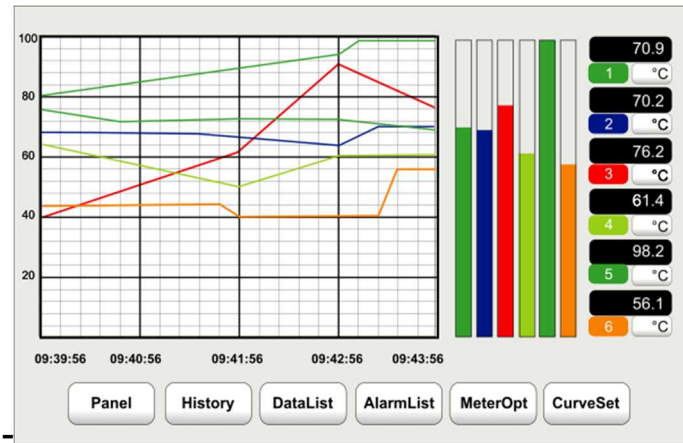 100
80
60
40
20
09:39:56 09:40:56 09:41:56 09:42:56 09:43:56
70.9
1 °C
70.2
2 °C
76.2
3 °C
61.4
4 °C
98.2
5 °C
56.1
6 °C
Panel History DataList AlarmList MeterOpt CurveSet
-